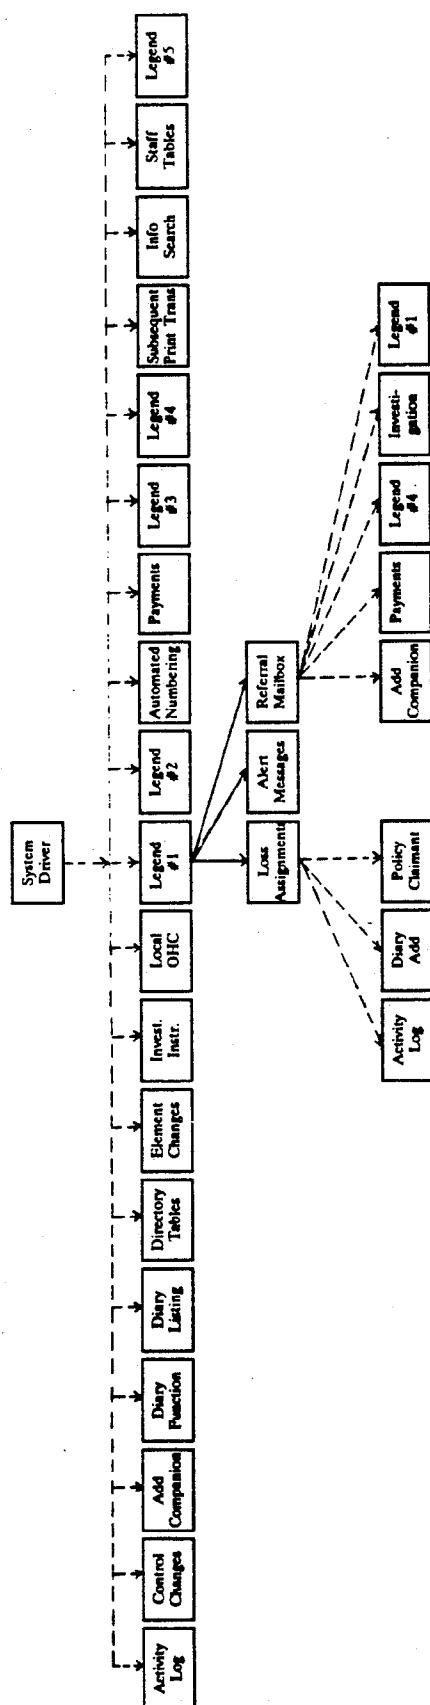 System
Driver
Activity
Log
Control
Changes
Add
Companion
Diary
Function
Diary
Listing
Directory
Tables
Element
Changes
Invest.
Instr.
Local
OHC
Legend
#1
Legend
#2
Automated
Numbering
Payments
Legend
#3
Legend
#4
Subsequent
Print Trans
Info
Search
Staff
Tables
Legend
#5
Loss
Assignments
Alert
Messages
Referral
Mailbox
Activity
Log
Diary
Add
Policy
Claimant
Add
Companion
Payments
Legend
#4
Investi-
gation
Legend
#1